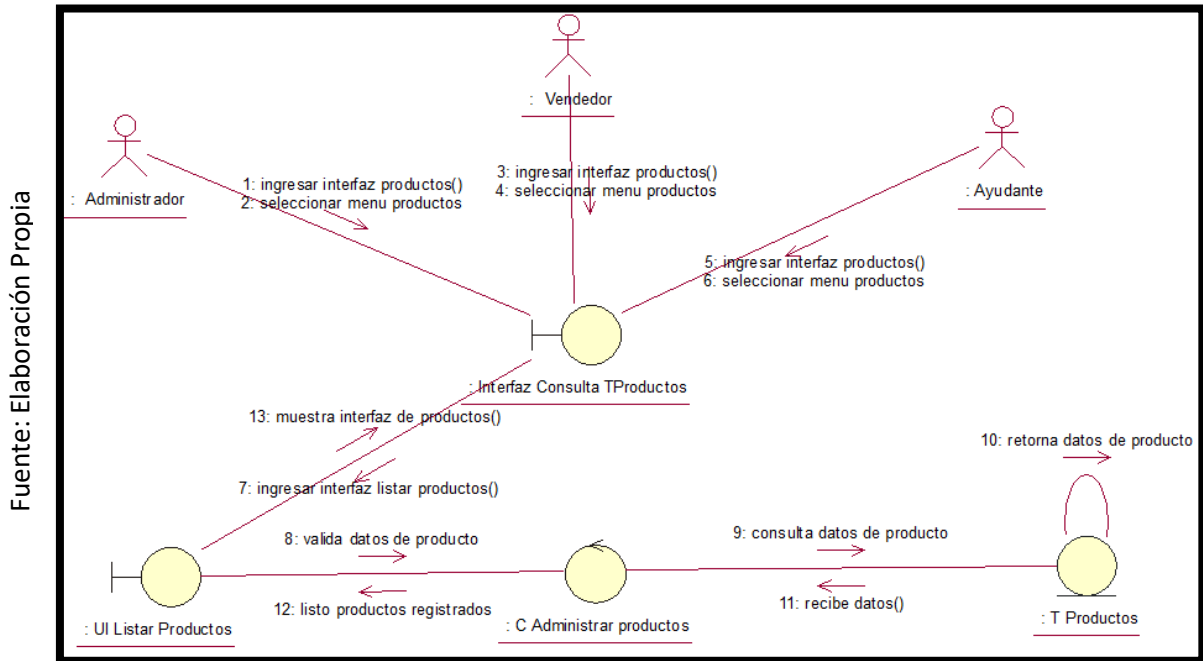 Fuente: Elaboración Propia
: Vendedor
: Administrador
: Ayudante
1: ingresar interfaz productos()
2: seleccionar menu productos
3: ingresar interfaz productos()
4: seleccionar menu productos
5: ingresar interfaz productos()
6: seleccionar menu productos
: Interfaz Consulta TProductos
13: muestra interfaz de productos()
7: ingresar interfaz listar productos()
10: retorna datos de producto
8: valida datos de producto
9: consulta datos de producto
12: listo productos registrados
11: recibe datos()
: UI Listar Productos
: C Administrar productos
: T Productos